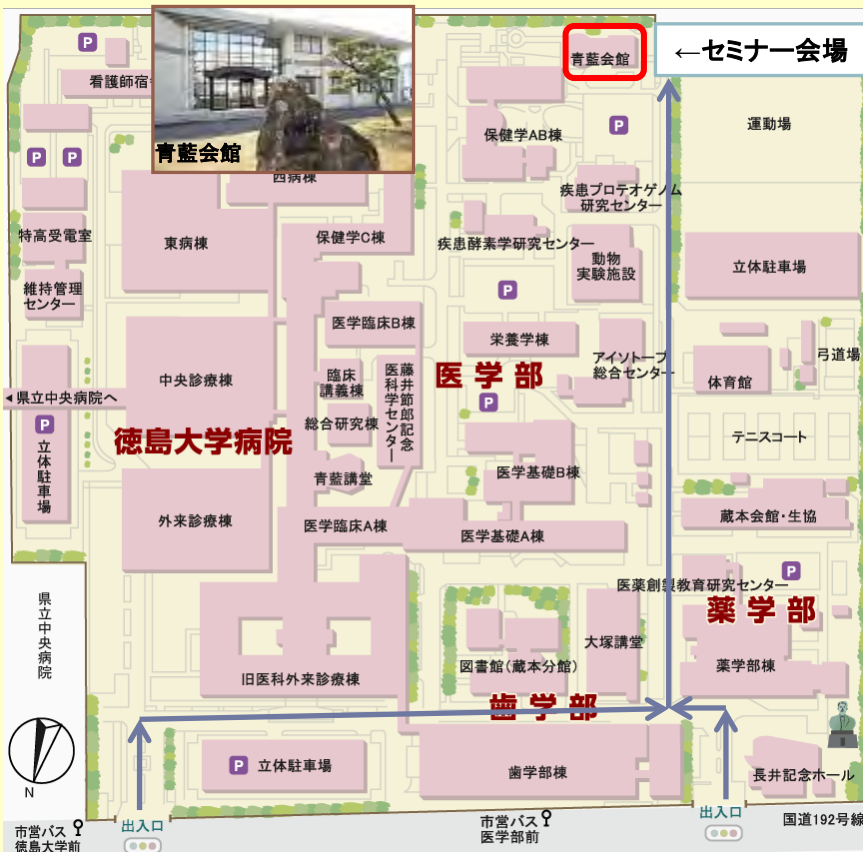 P
看護師宿
青藍会館
青藍会館
←セミナー会場
保健学AB棟
P
運動場
P
P
西病棟
疾患プロテオゲノム
研究センター
特高受電室
東病棟
保健学C棟
疾患酵素学研究センター
動物
実験施設
立体駐車場
維持管理
センター
P
医学臨床B棟
栄養学棟
アイソトープ
総合センター
弓道場
中央診療棟
臨床
講義棟
藤井節郎記念
医科学センター
医学部
体育館
◀県立中央病院へ
P
総合研究棟
P
徳島大学病院
テニスコート
立体駐車場
青藍講堂
医学基礎B棟
外来診療棟
医学臨床A棟
医学基礎A棟
蔵本会館・生協
医薬創製教育研究センター
P
県立中央病院
薬学部
大塚講堂
図書館(蔵本分館)
薬学部棟
旧医科外来診療棟
歯学部
N
P
立体駐車場
歯学部棟
長井記念ホール
市営バス
徳島大学前
出入口
市営バス
医学部前
出入口
国道192号線